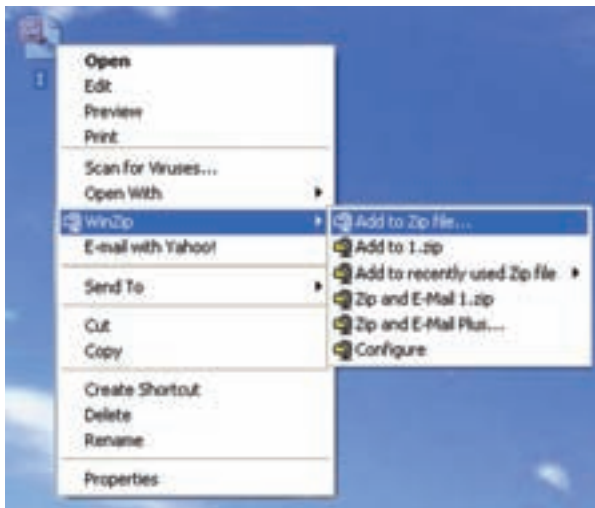 1
Open
Edit
Preview
Print
Scan for Viruses...
Open With
WinZip
E-mail with Yahoo!
Send To
Cut
Copy
Create Shortcut
Delete
Rename
Properties
Add to Zip file...
Add to 1.zip
Add to recently used Zip file
Zip and E-Mail 1.zip
Zip and E-Mail Plus...
Configure